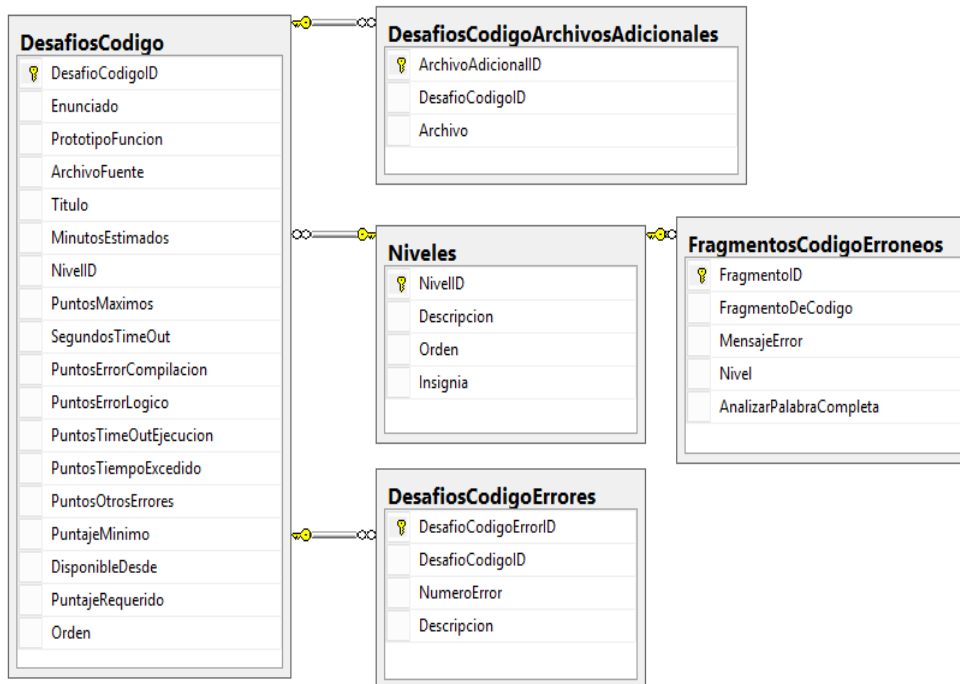 DesafiosCodigo
DesafioCodigoID
Enunciado
PrototipoFuncion
ArchivoFuente
Titulo
MinutosEstimados
NivelID
PuntosMaximos
SegundosTimeOut
PuntosErrorCompilacion
PuntosErrorLogico
PuntosTimeOutEjecucion
PuntosTiempoExcedido
PuntosOtrosErrores
PuntajeMinimo
DisponibleDesde
PuntajeRequerido
Orden
DesafiosCodigoArchivosAdicionales
ArchivoAdicionalID
DesafioCodigoID
Archivo
Niveles
NivelID
Descripcion
Orden
Insignia
FragmentosCodigoErroneos
FragmentoID
FragmentoDeCodigo
MensajeError
Nivel
AnalizarPalabraCompleta
DesafiosCodigoErrores
DesafioCodigoErrorID
DesafioCodigoID
NumeroError
Descripcion